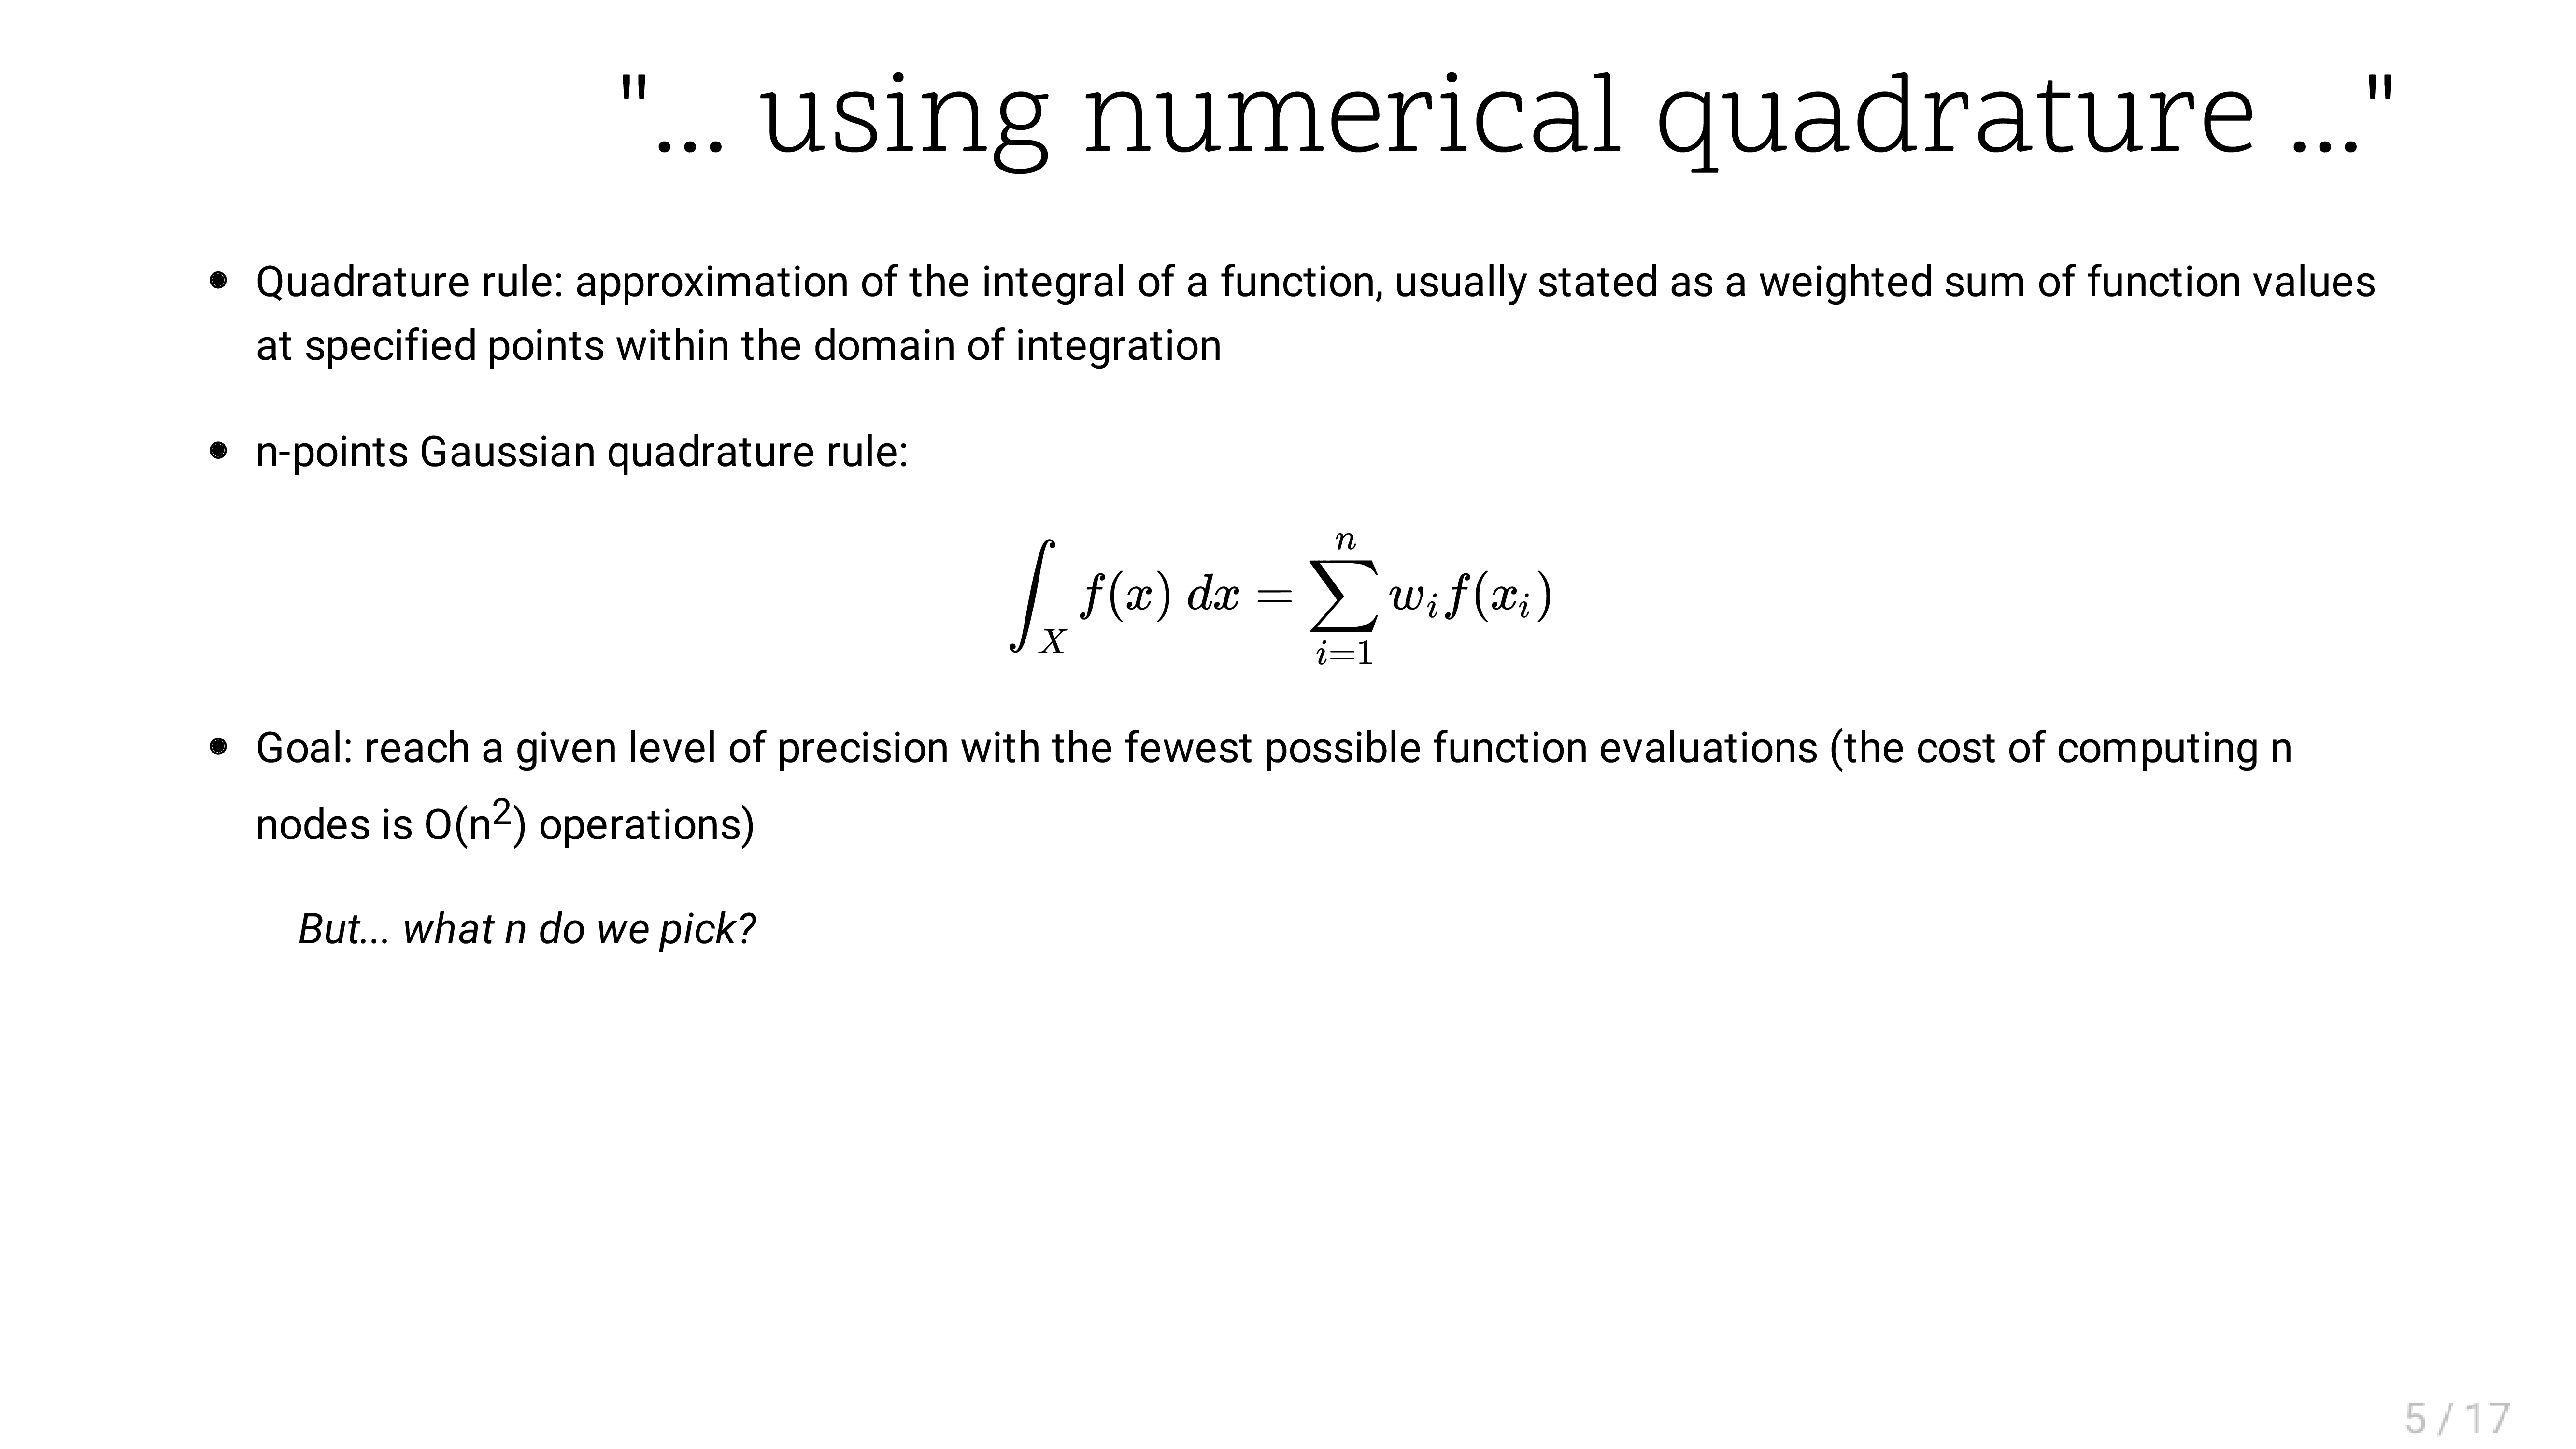 "... using numerical quadrature ..."
• Quadrature rule: approximation of the integral of a function, usually stated as a weighted sum of function values
at specified points within the domain of integration
• n-points Gaussian quadrature rule:
∫_X f(x) dx = ∑_{i=1}^{n} w_i f(x_i)
• Goal: reach a given level of precision with the fewest possible function evaluations (the cost of computing n
nodes is O(n²) operations)
But... what n do we pick?
5 / 17